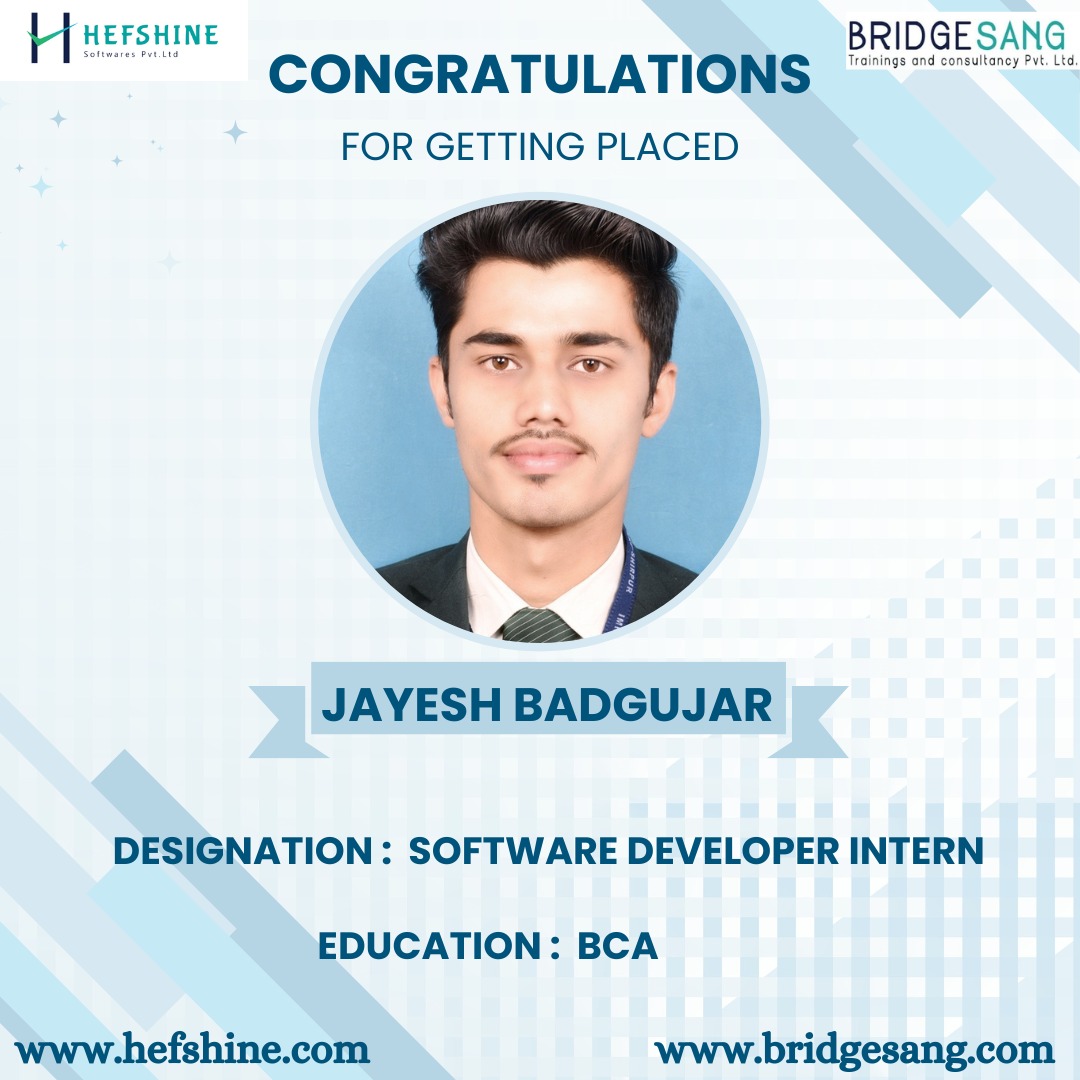 HEFSHINE
Softwares Pvt.Ltd
BRIDGESANG
Trainings and consultancy Pvt. Ltd.
CONGRATULATIONS
FOR GETTING PLACED
SHIRPUR
JAYESH BADGUJAR
DESIGNATION : SOFTWARE DEVELOPER INTERN
EDUCATION : BCA
www.hefshine.com
www.bridgesang.com